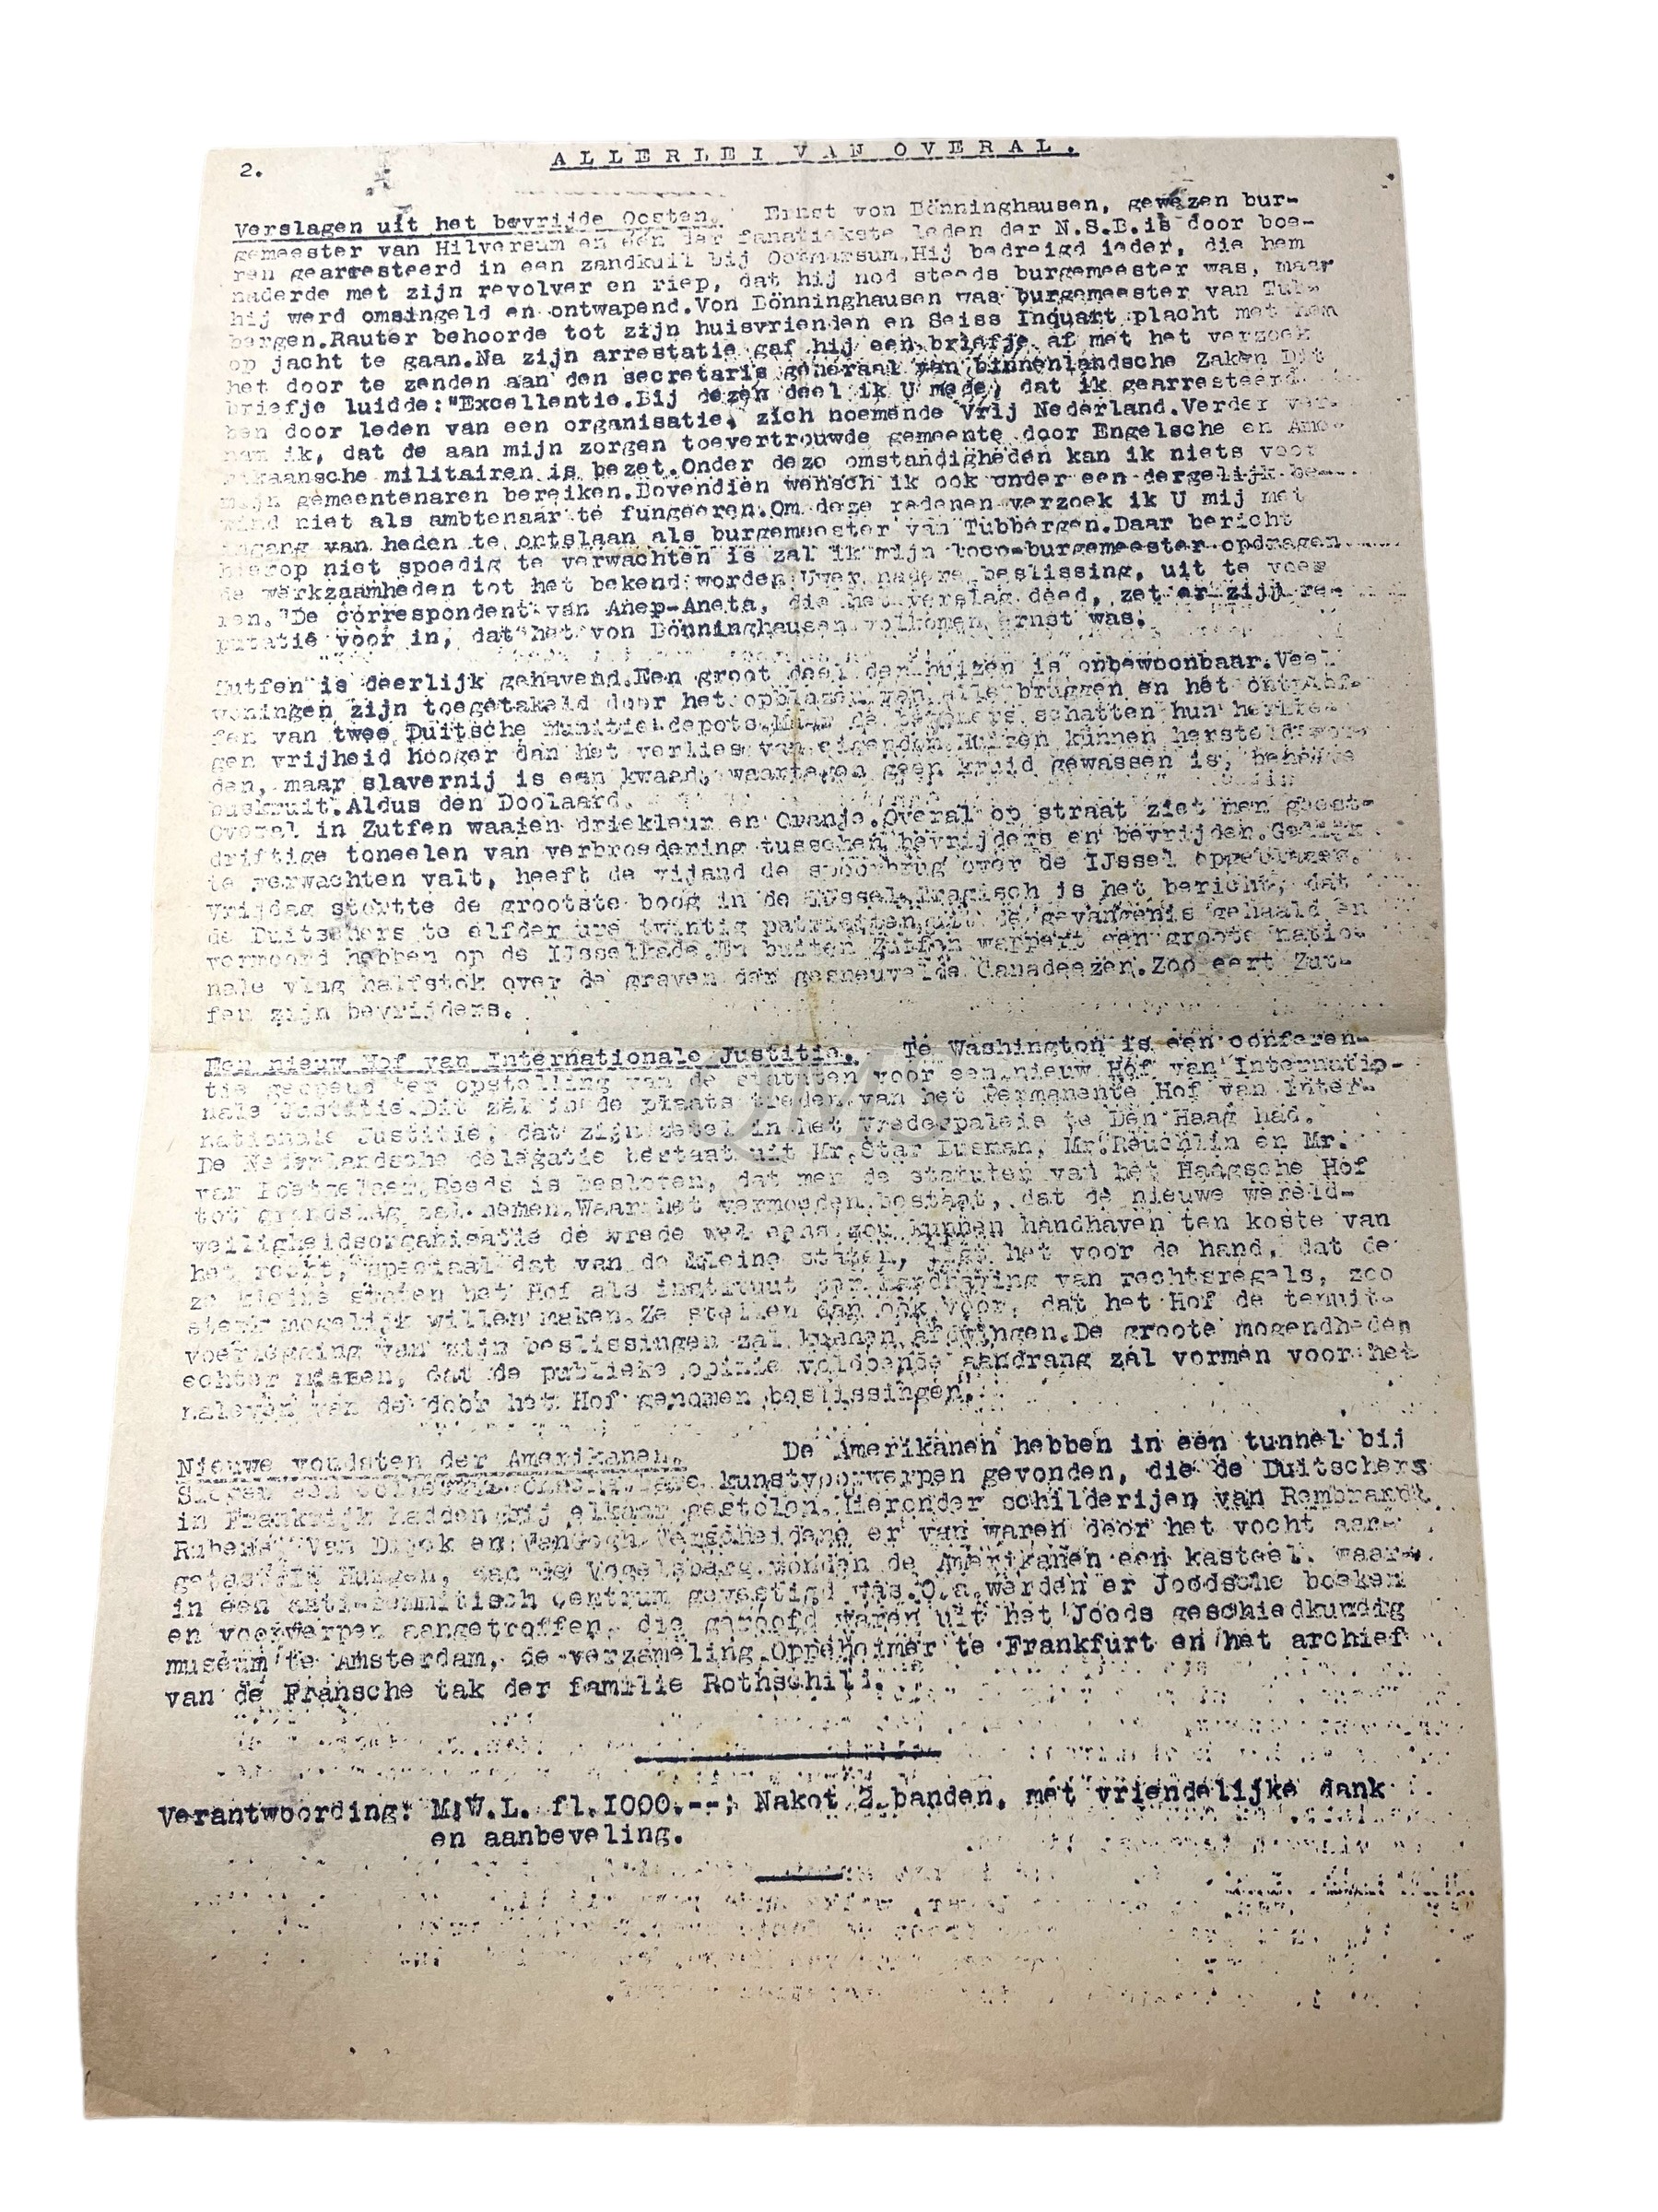 2.
ALLERLEI VAN OVERAL.
Verslagen uit het bevrijde Oosten. Ernst von Dönninghausen, gewezen bur-
gemeester van Hilversum en één der fanatiekste leden der N.S.B. is door boe-
ren gearresteerd in een zandkuil bij Ootmarsum. Hij bedreigd ieder, die hem
naderde met zijn revolver en riep, dat hij nod steeds burgemeester was, maar
hij werd omsingeld en ontwapend. Von Dönninghausen was burgemeester van Tub-
bergen. Rauter behoorde tot zijn huisvrienden en Seiss Inquart placht met hem
op jacht te gaan. Na zijn arrestatie gaf hij een briefje af met het verzoek
het door te zenden aan den secretaris generaal van binnenlandsche Zaken Dit
briefje luidde: "Excellentie. Bij dezen deel ik U mede, dat ik gearresteerd
ben door leden van een organisatie, zich noemende Vrij Nederland. Verder ver-
nam ik, dat de aan mijn zorgen toevertrouwde gemeente door Engelsche en Ame-
rikaansche militairen is bezet. Onder deze omstandigheden kan ik niets voor
mijn gemeentenaren bereiken. Bovendien wensch ik ook onder een dergelijk be-
wind niet als ambtenaar te fungeeren. Om deze redenen verzoek ik U mij met
ingang van heden te ontslaan als burgemeester van Tubbergen. Daar bericht
hierop niet spoedig te verwachten is zal ik mijn loco-burgemeester opdragen
de werkzaamheden tot het bekend worden Uwer nadere beslissing, uit te voe-
ren. "De correspondent van Anep-Aneta, die het verslag deed, zet er zijn re-
putatie voor in, dat het von Dönninghausen volkomen ernst was.
Zutfen is deerlijk gehavend. Een groot deel der huizen is onbewoonbaar. Veel
woningen zijn toegetakeld door het opblazen van alle bruggen en het ontplof-
fen van twee Duitsche munitie-depots. Maar de bewoners schatten hun herkre-
gen vrijheid hooger dan het verlies van eigendom. Huizen kunnen hersteld wor-
den, maar slavernij is een kwaad, waartegen geen kruid gewassen is, behalve
buskruit. Aldus den Doolaard.
Overal in Zutfen waaien driekleur en Oranje. Overal op straat ziet men geest-
driftige toneelen van verbroedering tusschen bevrijders en bevrijden. Gelijk
te verwachten valt, heeft de vijand de spoorbrug over de IJssel opgeblazen.
Vrijdag stortte de grootste boog in de IJssel. Tragisch is het bericht, dat
de Duitschers te elfder ure twintig patriotten uit de gevangenis gehaald en
vermoord hebben op de IJsselkade. En buiten Zutfen wappert een groote natio-
nale vlag halfstok over de graven der gesneuvelde Canadeezen. Zoo eert Zut-
fen zijn bevrijders.
Een nieuw Hof van Internationale Justitie. Te Washington is een conferen-
tie geopend ter opstelling van de statuten voor een nieuw Hof van Internatio-
nale Justitie. Dit zal in de plaats treden van het Permanente Hof van Inter-
nationale Justitie, dat zijn zetel in het Vredespaleis te Den Haag had.
De Nederlandsche delegatie bestaat uit Mr. Star Busman, Mr. Reuchlin en Mr.
van Poelgeest. Reeds is besloten, dat men de statuten van het Haagsche Hof
tot grondslag zal nemen. Waar het vermoeden bestaat, dat de nieuwe wereld-
veiligheidsorganisatie de vrede wel eens zou kunnen handhaven ten koste van
het recht, speciaal dat van de kleine staten, ligt het voor de hand, dat de
ze kleine staten het Hof als instituut ter handhaving van rechtsregels, zoo
sterk mogelijk willen maken. Ze stellen dan ook voor, dat het Hof de tenuit-
voerlegging van zijn beslissingen zal kunnen afdwingen. De groote mogendheden
echter meenen, dat de publieke opinie voldoende aandrang zal vormen voor het
naleven van de door het Hof genomen beslissingen.
Nieuwe vondsten der Amerikanen. De Amerikanen hebben in een tunnel bij
Siegen een collectie kunstvoorwerpen gevonden, die de Duitschers
in Frankrijk hadden bij elkaar gestolen. Hieronder schilderijen van Rembrandt
Rubens Van Dijck en VanGogh. Verscheidene er van waren door het vocht aan-
getast. In Hungen, aan de Vogelsberg vonden de Amerikanen een kasteel, waar-
in een anti-semitisch centrum gevestigd was. O.a. werden er Joodsche boeken
en voorwerpen aangetroffen, die geroofd waren uit het Joods geschiedkundig
museum te Amsterdam, de verzameling Oppenheimer te Frankfurt en het archief
van de Fransche tak der familie Rothschild.
Verantwoording: M.W.L. fl.1000.--; Nakot 2 banden, met vriendelijke dank
en aanbeveling.